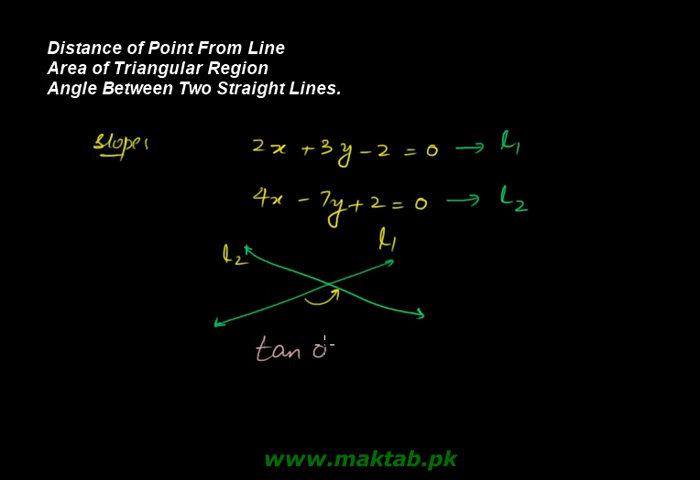 Distance of Point From Line
Area of Triangular Region
Angle Between Two Straight Lines.
Slopes 2x + 3y - 2 = 0 → l₁
4x - 7y + 2 = 0 → l₂
l₂ l₁
tan
www.maktab.pk